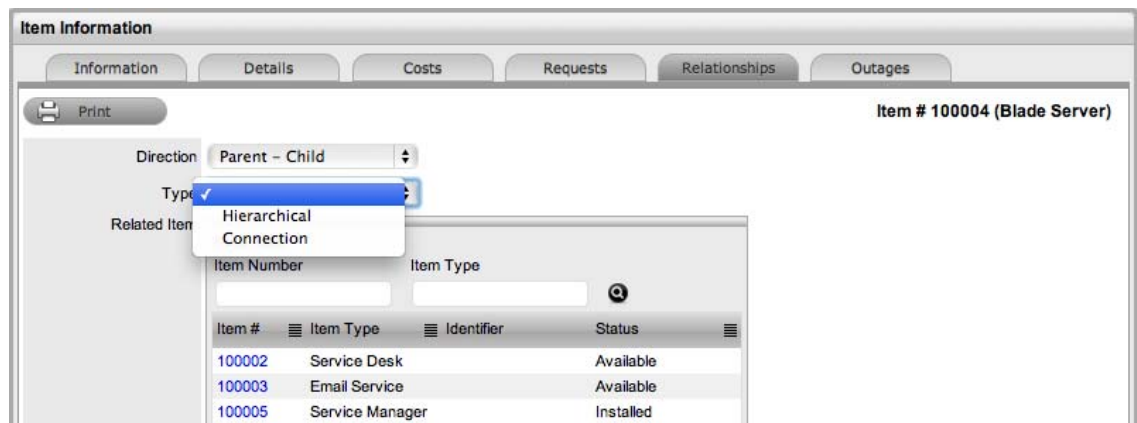 Item Information
Information Details Costs Requests Relationships Outages
Print Item # 100004 (Blade Server)
Direction Parent – Child
Type ✓
Hierarchical
Related Item
Connection
Item Number Item Type
Item # Item Type Identifier Status
100002 Service Desk Available
100003 Email Service Available
100005 Service Manager Installed